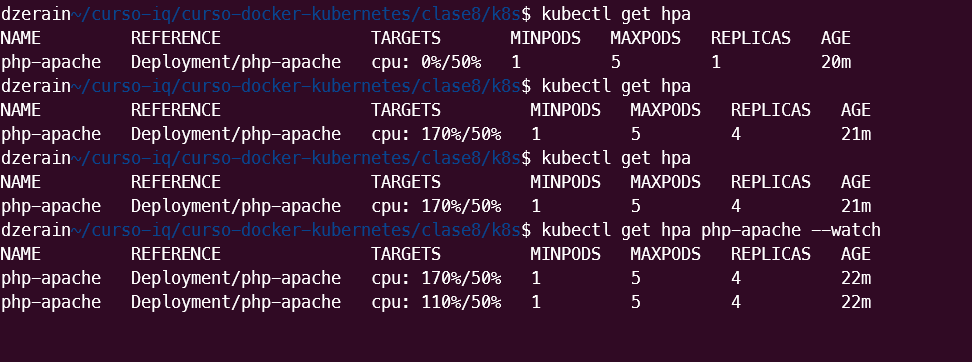 dzerain~/curso-iq/curso-docker-kubernetes/clase8/k8s$ kubectl get hpa
NAME         REFERENCE               TARGETS       MINPODS   MAXPODS   REPLICAS   AGE
php-apache   Deployment/php-apache   cpu: 0%/50%   1         5         1          20m
dzerain~/curso-iq/curso-docker-kubernetes/clase8/k8s$ kubectl get hpa
NAME         REFERENCE               TARGETS         MINPODS   MAXPODS   REPLICAS   AGE
php-apache   Deployment/php-apache   cpu: 170%/50%   1         5         4          21m
dzerain~/curso-iq/curso-docker-kubernetes/clase8/k8s$ kubectl get hpa
NAME         REFERENCE               TARGETS         MINPODS   MAXPODS   REPLICAS   AGE
php-apache   Deployment/php-apache   cpu: 170%/50%   1         5         4          21m
dzerain~/curso-iq/curso-docker-kubernetes/clase8/k8s$ kubectl get hpa php-apache --watch
NAME         REFERENCE               TARGETS         MINPODS   MAXPODS   REPLICAS   AGE
php-apache   Deployment/php-apache   cpu: 170%/50%   1         5         4          22m
php-apache   Deployment/php-apache   cpu: 110%/50%   1         5         4          22m